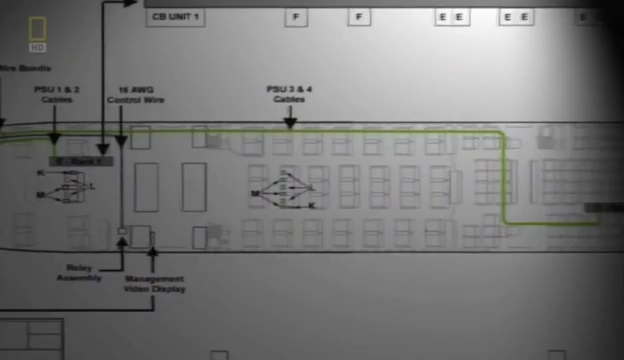 HD
CB UNIT 1
F
F
E E
E E
E
Wire Bundle
PSU 1 & 2
Cables
16 AWG
Control Wire
PSU 3 & 4
Cables
K
M
L
M
L
K
Relay
Assembly
Management
Video Display